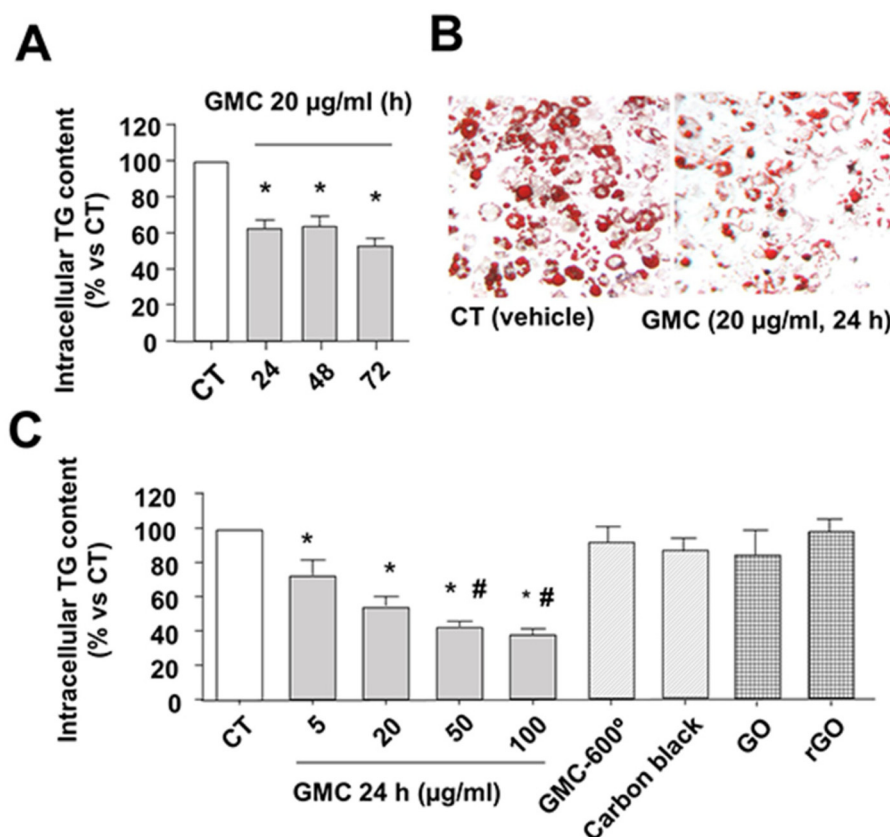 A
GMC 20 µg/ml (h)
Intracellular TG content
(% vs CT)
120
100
80
60
40
20
0
*
*
*
CT
24
48
72
B
CT (vehicle)
GMC (20 µg/ml, 24 h)
C
Intracellular TG content
(% vs CT)
120
100
80
60
40
20
0
*
*
* #
* #
CT
5
20
50
100
GMC-600º
Carbon black
GO
rGO
GMC 24 h (µg/ml)